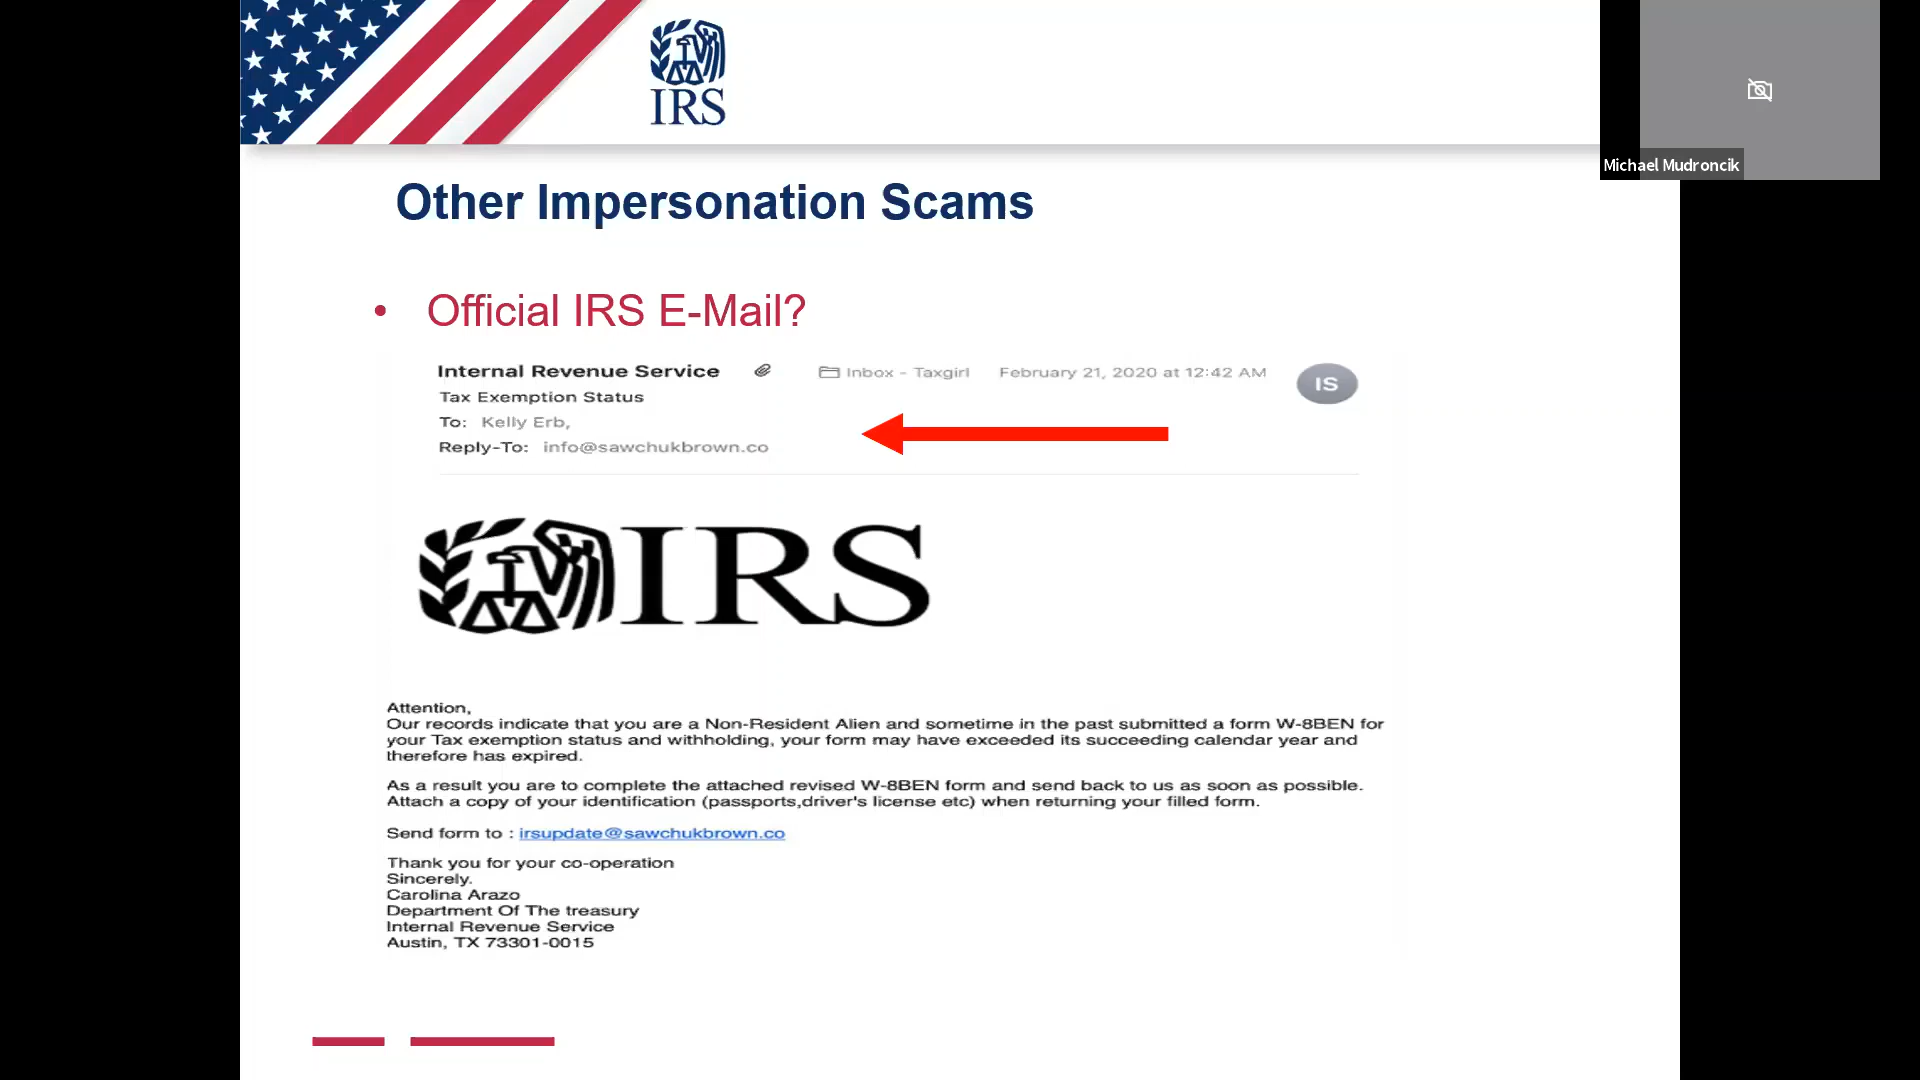 IRS
Michael Mudroncik
Other Impersonation Scams
• Official IRS E-Mail?
Internal Revenue Service Inbox - Taxgirl February 21, 2020 at 12:42 AM IS
Tax Exemption Status
To: Kelly Erb,
Reply-To: info@sawchukbrown.co
IRS
Attention,
Our records indicate that you are a Non-Resident Alien and sometime in the past submitted a form W-8BEN for
your Tax exemption status and withholding, your form may have exceeded its succeeding calendar year and
therefore has expired.
As a result you are to complete the attached revised W-8BEN form and send back to us as soon as possible.
Attach a copy of your identification (passports,driver's license etc) when returning your filled form.
Send form to : irsupdate@sawchukbrown.co
Thank you for your co-operation
Sincerely.
Carolina Arazo
Department Of The treasury
Internal Revenue Service
Austin, TX 73301-0015